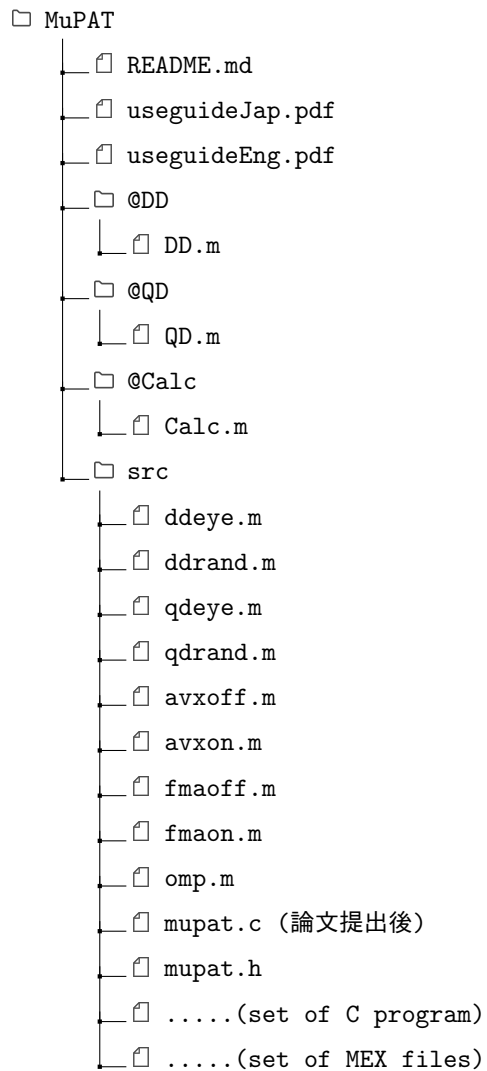 MuPAT
README.md
useguideJap.pdf
useguideEng.pdf
@DD
DD.m
@QD
QD.m
@Calc
Calc.m
src
ddeye.m
ddrand.m
qdeye.m
qdrand.m
avxoff.m
avxon.m
fmaoff.m
fmaon.m
omp.m
mupat.c (論文提出後)
mupat.h
.....(set of C program)
.....(set of MEX files)